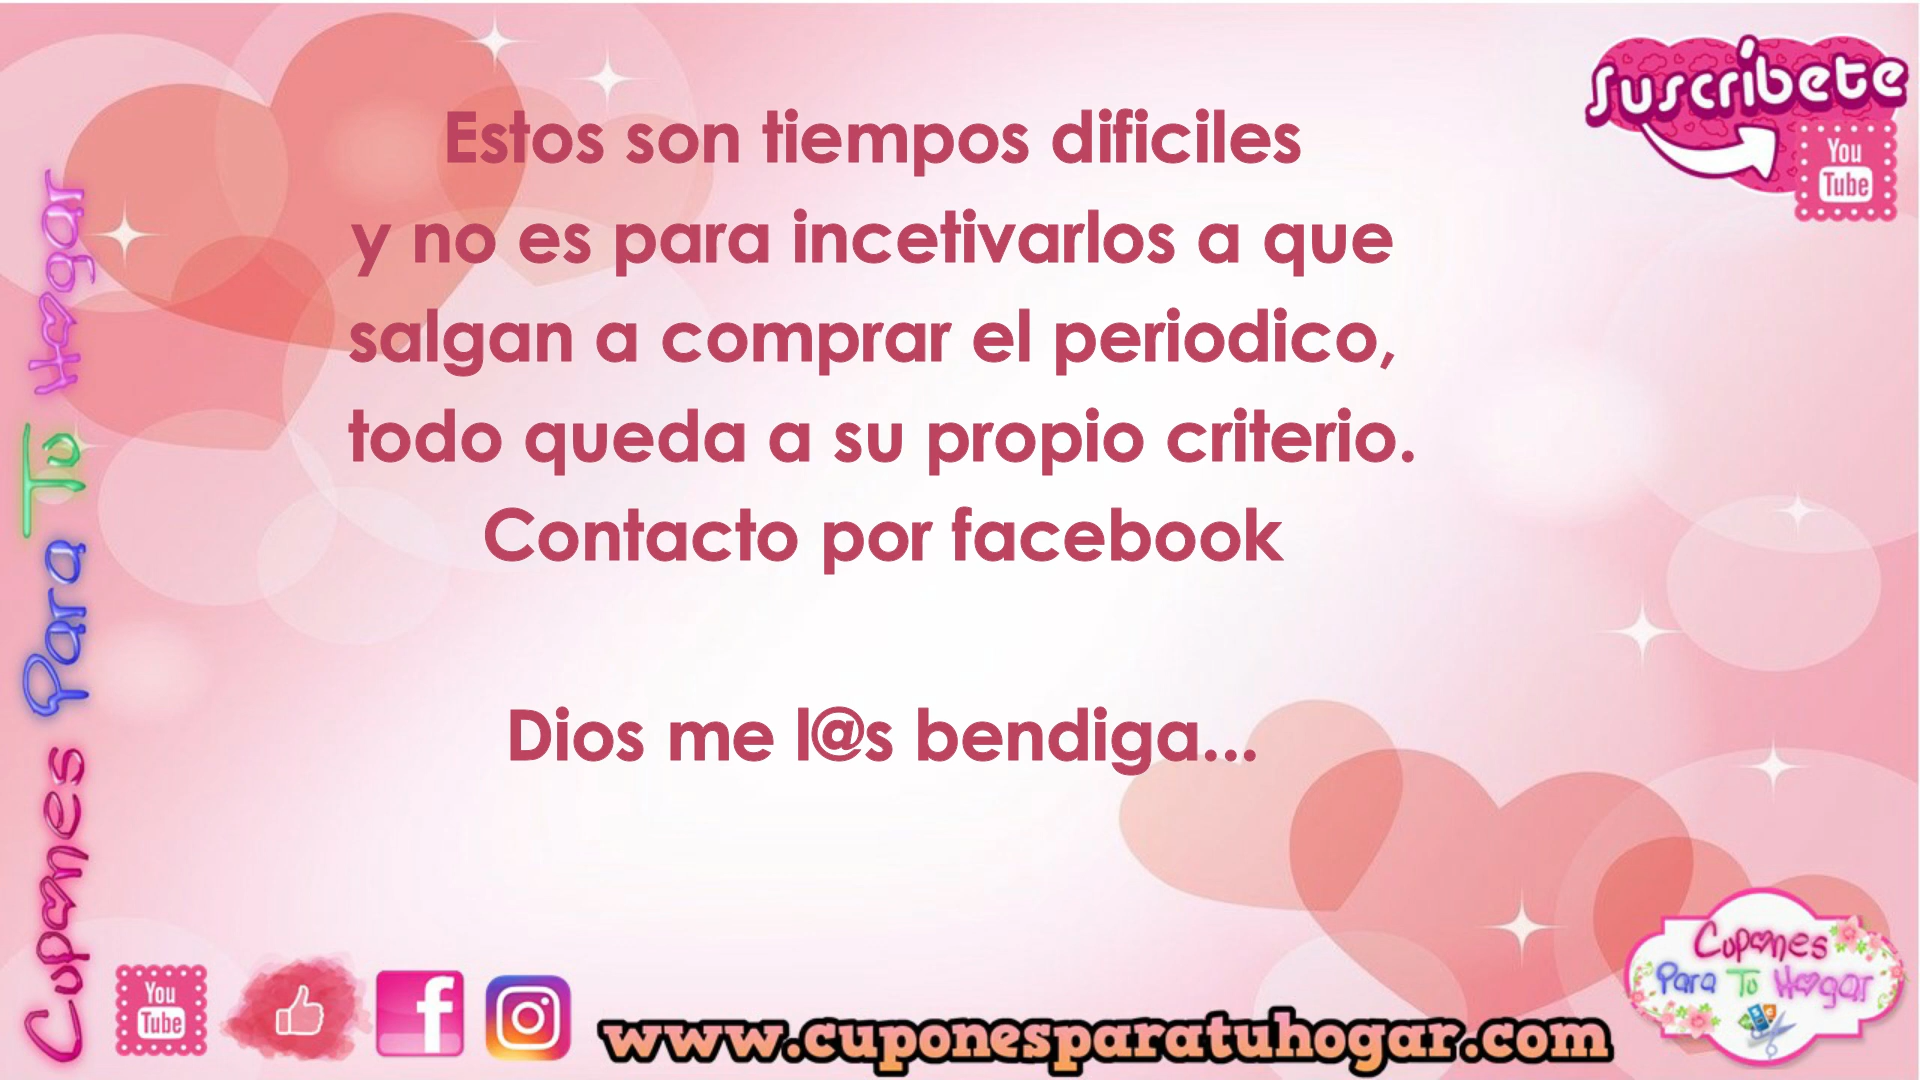 Suscríbete
You
Tube
Estos son tiempos dificiles
y no es para incetivarlos a que
salgan a comprar el periodico,
todo queda a su propio criterio.
Contacto por facebook
Dios me l@s bendiga...
Cupones Para Tu Hogar
You
Tube
f
www.cuponesparatuhogar.com
Cupones
Para Tu Hogar